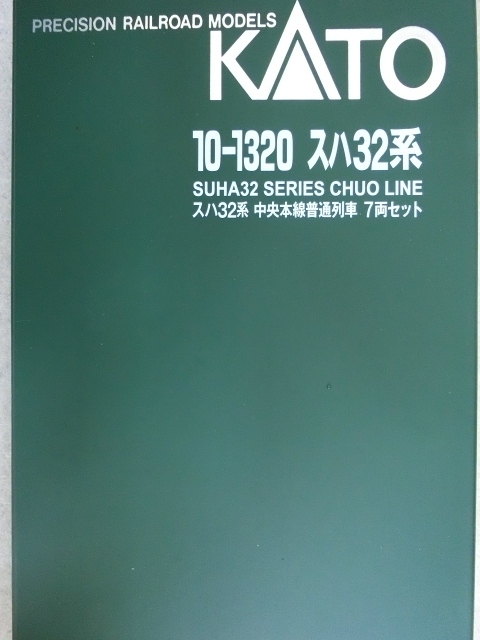 PRECISION RAILROAD MODELS
KATO
10-1320 スハ32系
SUHA32 SERIES CHUO LINE
スハ32系 中央本線普通列車 7両セット